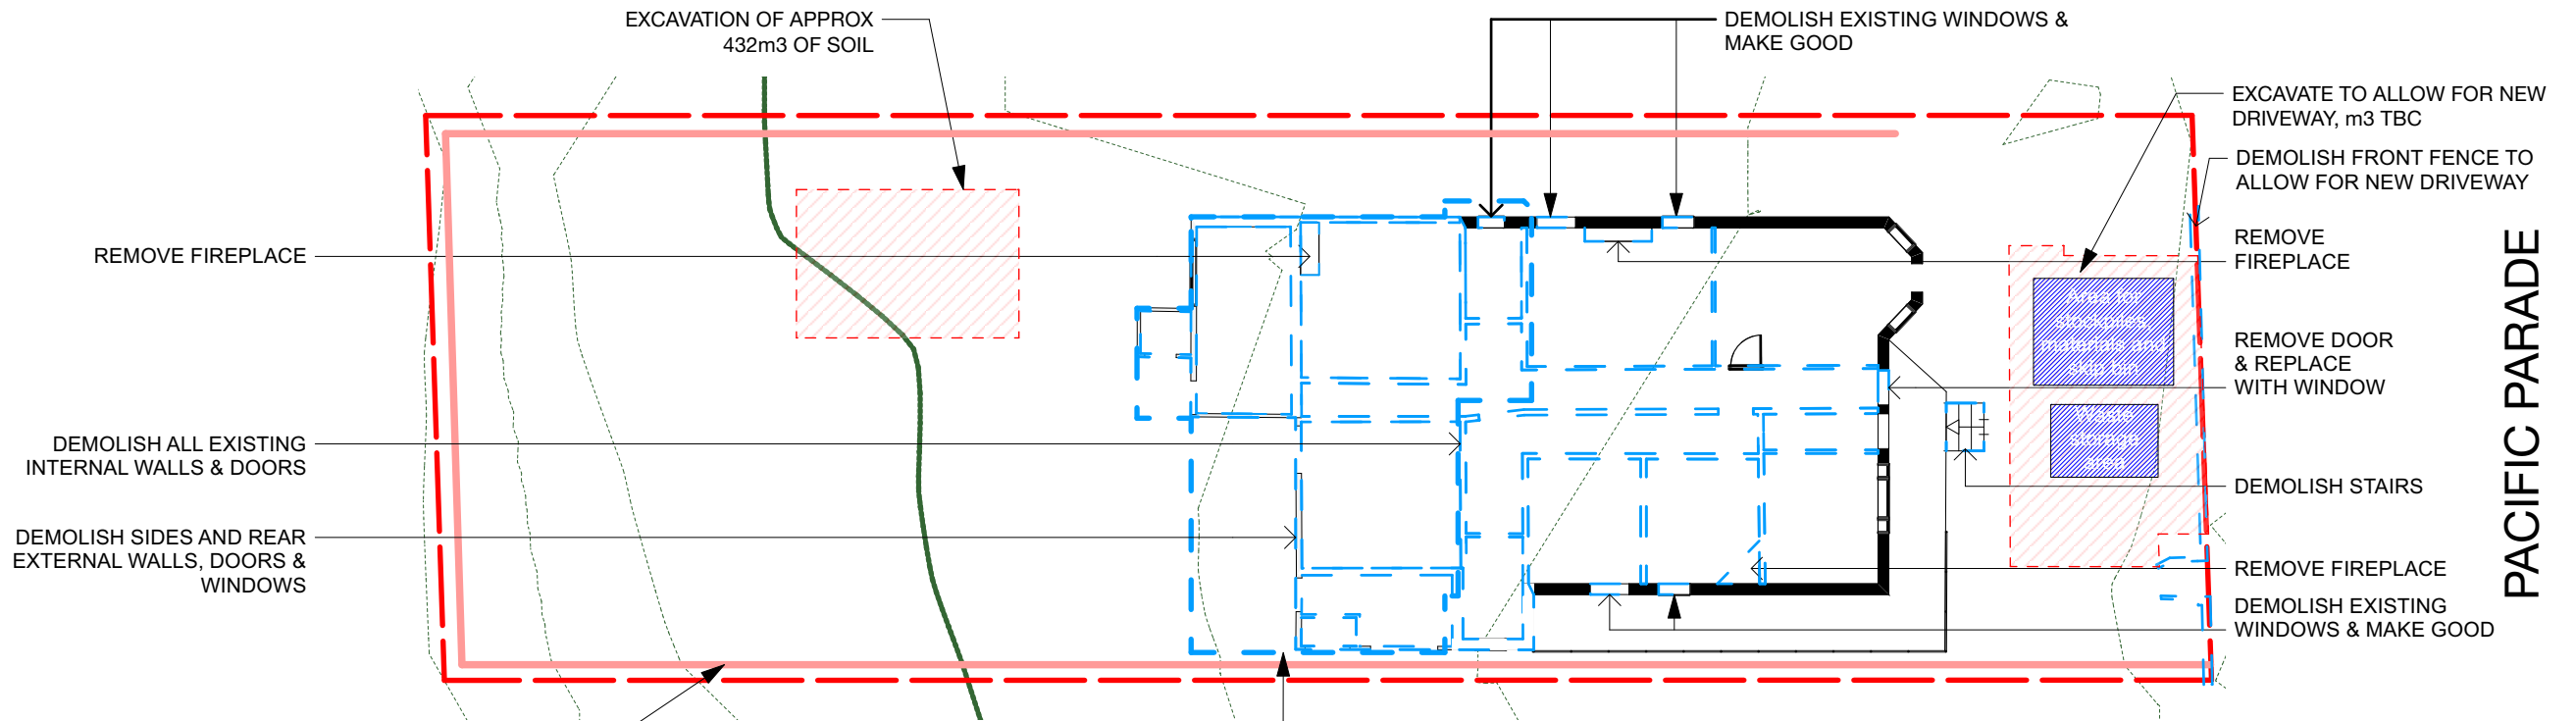 EXCAVATION OF APPROX
432m3 OF SOIL
DEMOLISH EXISTING WINDOWS &
MAKE GOOD
EXCAVATE TO ALLOW FOR NEW
DRIVEWAY, m3 TBC
DEMOLISH FRONT FENCE TO
ALLOW FOR NEW DRIVEWAY
REMOVE FIREPLACE
REMOVE
FIREPLACE
Area for
stockpiles,
materials and
skip bin
REMOVE DOOR
& REPLACE
WITH WINDOW
PACIFIC PARADE
Waste
storage
area
DEMOLISH ALL EXISTING
INTERNAL WALLS & DOORS
DEMOLISH STAIRS
DEMOLISH SIDES AND REAR
EXTERNAL WALLS, DOORS &
WINDOWS
REMOVE FIREPLACE
DEMOLISH EXISTING
WINDOWS & MAKE GOOD